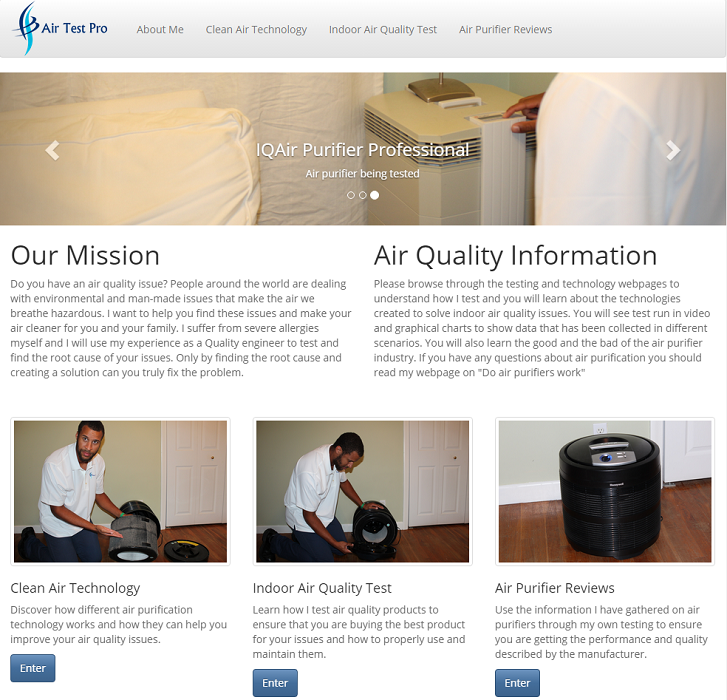 Air Test Pro
About Me
Clean Air Technology
Indoor Air Quality Test
Air Purifier Reviews
IQAir Purifier Professional
Air purifier being tested
Our Mission
Do you have an air quality issue? People around the world are dealing
with environmental and man-made issues that make the air we
breathe hazardous. I want to help you find these issues and make your
air cleaner for you and your family. I suffer from severe allergies
myself and I will use my experience as a Quality engineer to test and
find the root cause of your issues. Only by finding the root cause and
creating a solution can you truly fix the problem.
Air Quality Information
Please browse through the testing and technology webpages to
understand how I test and you will learn about the technologies
created to solve indoor air quality issues. You will see test run in video
and graphical charts to show data that has been collected in different
scenarios. You will also learn the good and the bad of the air purifier
industry. If you have any questions about air purification you should
read my webpage on "Do air purifiers work"
Clean Air Technology
Discover how different air purification
technology works and how they can help you
improve your air quality issues.
Enter
Indoor Air Quality Test
Learn how I test air quality products to
ensure that you are buying the best product
for your issues and how to properly use and
maintain them.
Enter
Air Purifier Reviews
Use the information I have gathered on air
purifiers through my own testing to ensure
you are getting the performance and quality
described by the manufacturer.
Enter